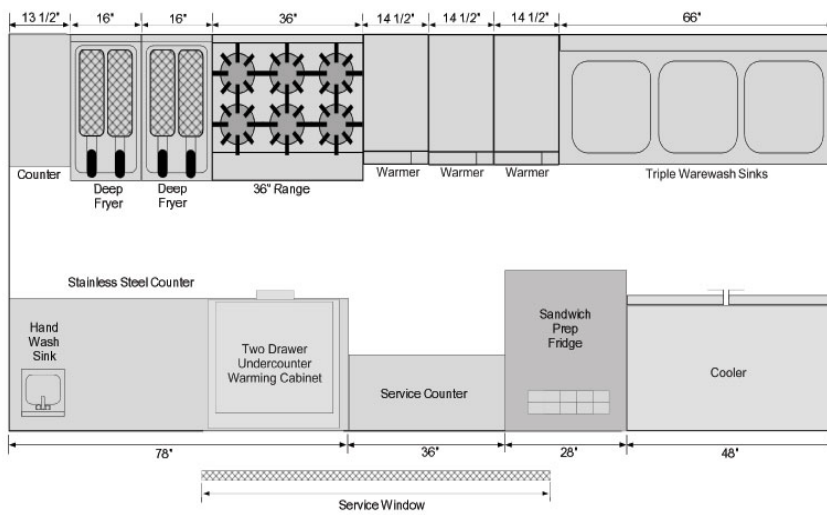 13 1/2"
16"
16"
36"
14 1/2"
14 1/2"
14 1/2"
66"
Counter
Deep
Fryer
Deep
Fryer
36" Range
Warmer
Warmer
Warmer
Triple Warewash Sinks
Stainless Steel Counter
Hand
Wash
Sink
Two Drawer
Undercounter
Warming Cabinet
Service Counter
Sandwich
Prep
Fridge
Cooler
78"
36"
28"
48"
Service Window